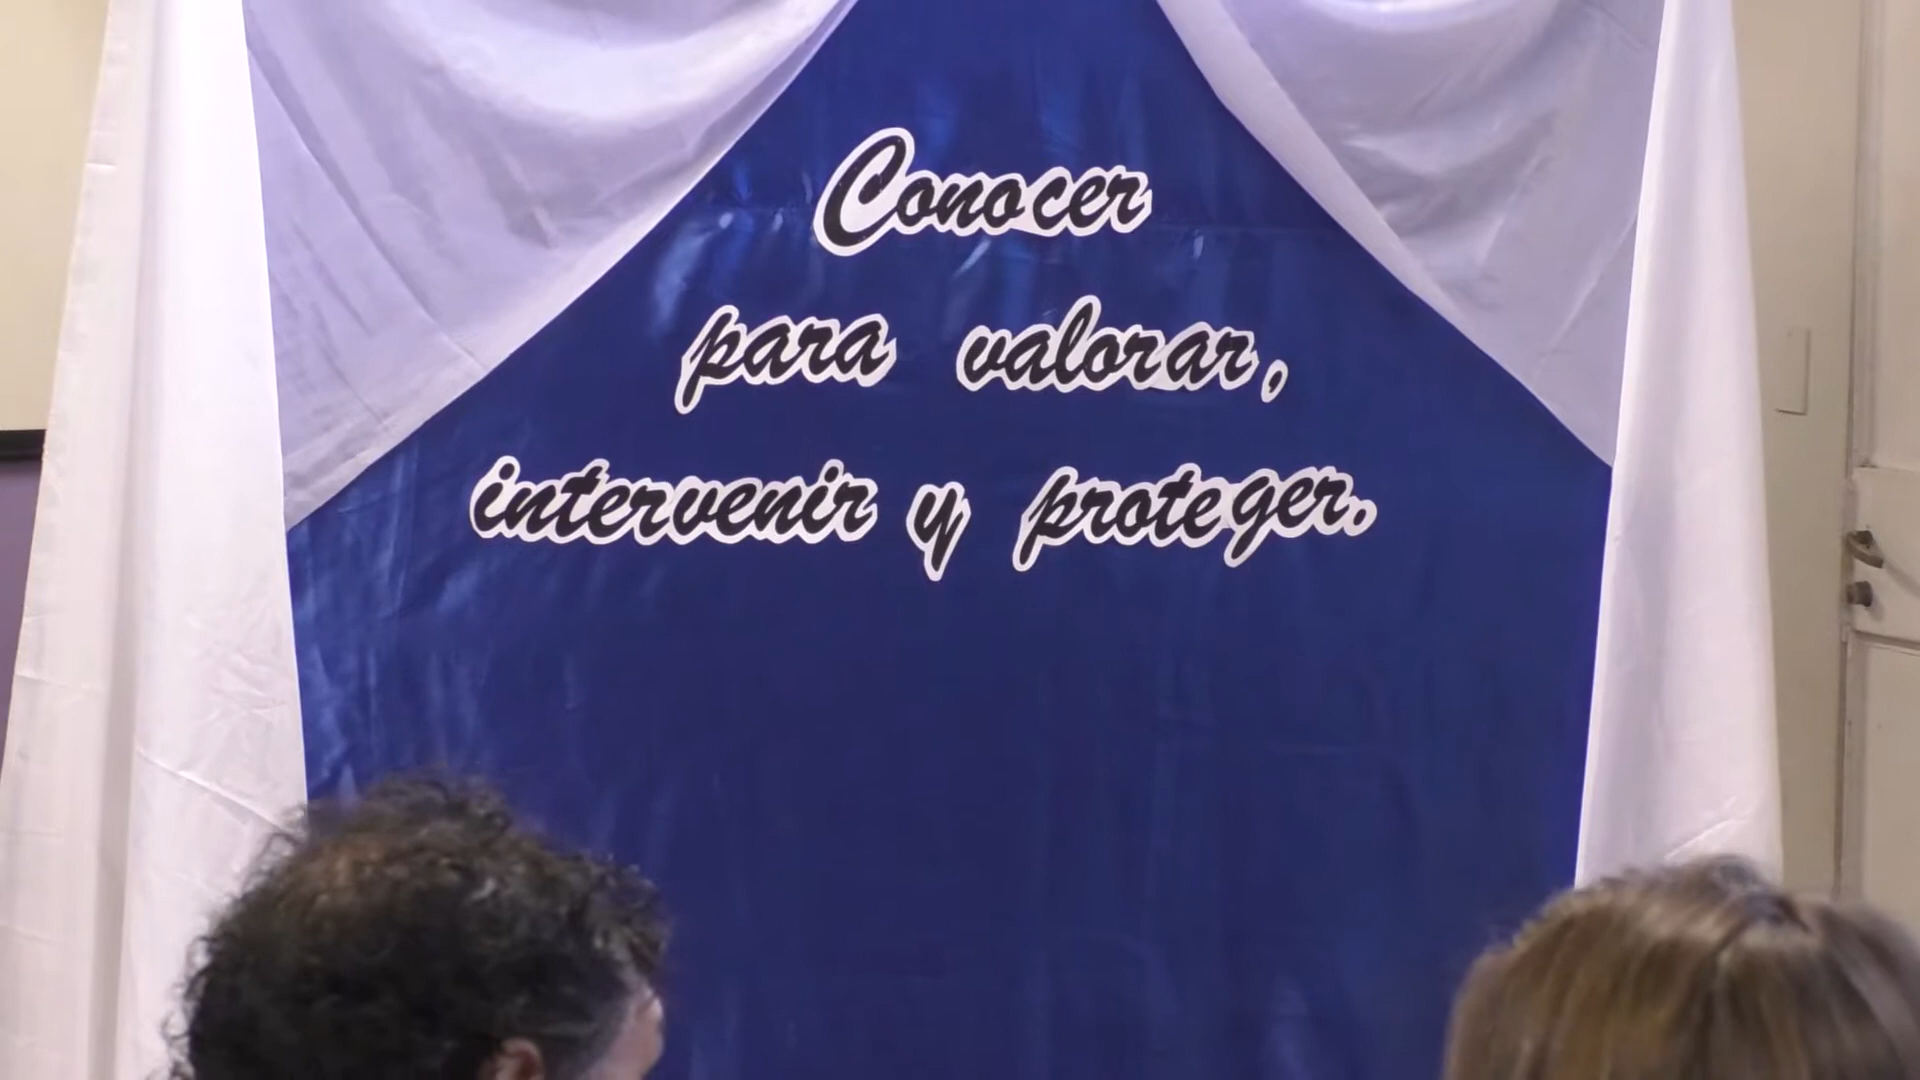 Conocer
para valorar,
intervenir y proteger.